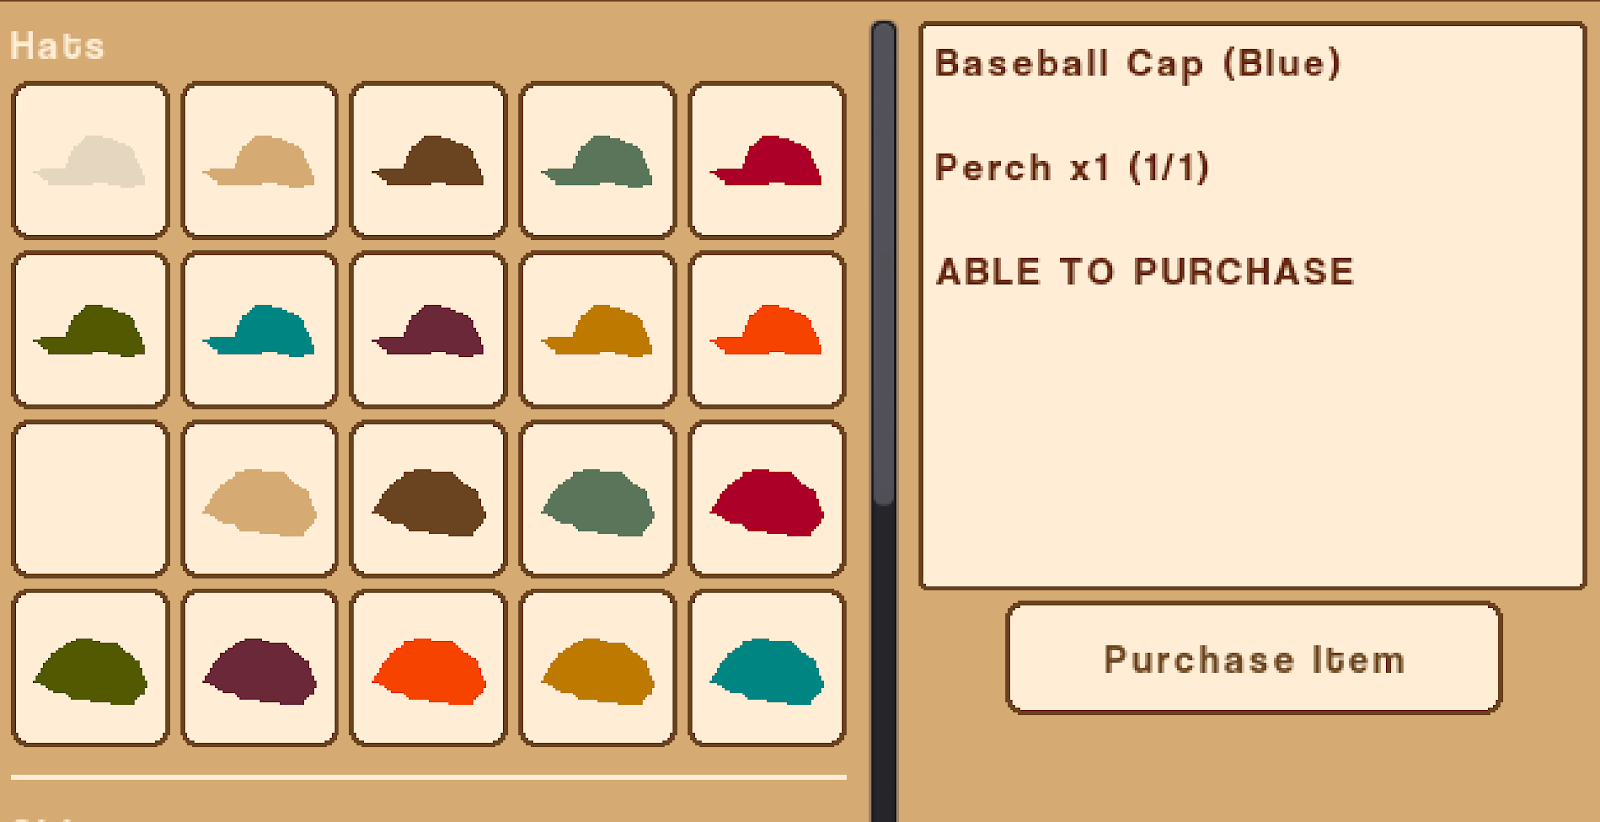 Hats
Baseball Cap (Blue)
Perch x1 (1/1)
ABLE TO PURCHASE
Purchase Item